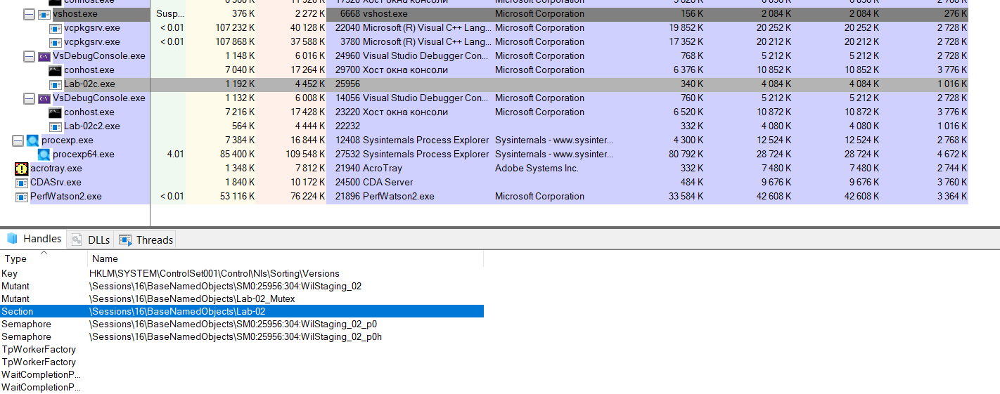 vshost.exe Susp... 376 K 2 272 K 6668 vshost.exe Microsoft Corporation 156 K 2 084 K 2 084 K 276 K
vcpkgsrv.exe < 0.01 107 232 K 40 128 K 22040 Microsoft (R) Visual C++ Lang... Microsoft Corporation 19 852 K 20 252 K 20 252 K 2 728 K
vcpkgsrv.exe < 0.01 107 868 K 37 588 K 3780 Microsoft (R) Visual C++ Lang... Microsoft Corporation 17 352 K 20 212 K 20 212 K 2 728 K
VsDebugConsole.exe 1 148 K 6 016 K 24960 Visual Studio Debugger Con... Microsoft Corporation 768 K 5 212 K 5 212 K 2 728 K
conhost.exe 7 040 K 17 264 K 29700 Хост окна консоли Microsoft Corporation 6 376 K 10 852 K 10 852 K 3 776 K
Lab-02c.exe 1 192 K 4 452 K 25956 340 K 4 084 K 4 084 K 1 016 K
VsDebugConsole.exe 1 132 K 6 008 K 14056 Visual Studio Debugger Con... Microsoft Corporation 760 K 5 212 K 5 212 K 2 728 K
conhost.exe 7 216 K 17 428 K 23220 Хост окна консоли Microsoft Corporation 6 520 K 10 872 K 10 872 K 3 776 K
Lab-02c2.exe 564 K 4 444 K 22232 332 K 4 080 K 4 080 K 1 016 K
procexp.exe 7 384 K 16 844 K 12408 Sysinternals Process Explorer Sysinternals - www.sysinter... 4 300 K 12 524 K 12 524 K 2 768 K
procexp64.exe 4.01 85 400 K 109 548 K 27532 Sysinternals Process Explorer Sysinternals - www.sysinter... 80 792 K 28 724 K 28 724 K 4 672 K
acrotray.exe 1 348 K 7 812 K 21940 AcroTray Adobe Systems Inc. 332 K 7 480 K 7 480 K 2 744 K
CDASrv.exe 1 840 K 10 172 K 24500 CDA Server 484 K 9 676 K 9 676 K 3 760 K
PerfWatson2.exe < 0.01 53 116 K 76 224 K 21896 PerfWatson2.exe Microsoft Corporation 33 584 K 42 608 K 42 608 K 3 364 K
Handles DLLs Threads
Type Name
Key HKLM\SYSTEM\ControlSet001\Control\Nls\Sorting\Versions
Mutant \Sessions\16\BaseNamedObjects\SM0:25956:304:WilStaging_02
Mutant \Sessions\16\BaseNamedObjects\Lab-02_Mutex
Section \Sessions\16\BaseNamedObjects\Lab-02
Semaphore \Sessions\16\BaseNamedObjects\SM0:25956:304:WilStaging_02_p0
Semaphore \Sessions\16\BaseNamedObjects\SM0:25956:304:WilStaging_02_p0h
TpWorkerFactory
TpWorkerFactory
WaitCompletionP...
WaitCompletionP...